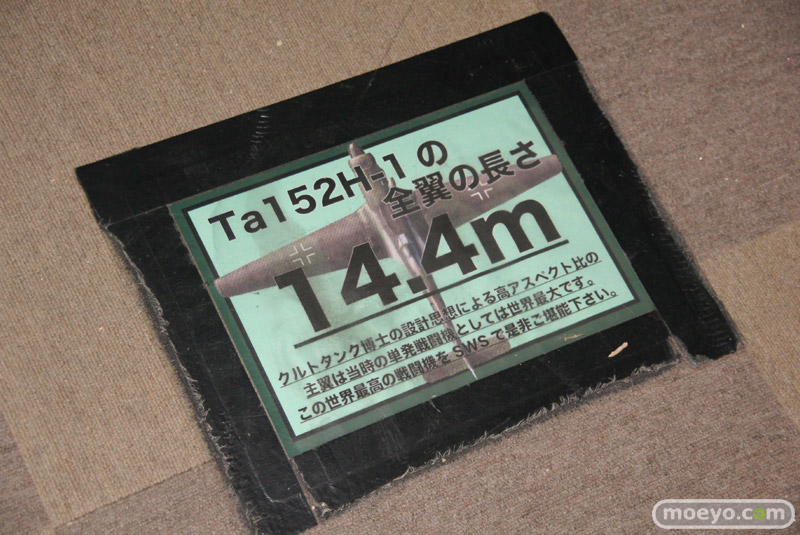 Ta152H-1 の
全翼の長さ
14.4m
クルトタンク博士の設計思想による高アスペクト比の
主翼は当時の単発戦闘機としては世界最大です。
この世界最高の戦闘機を SWS で是非ご堪能下さい。
moeyo.com